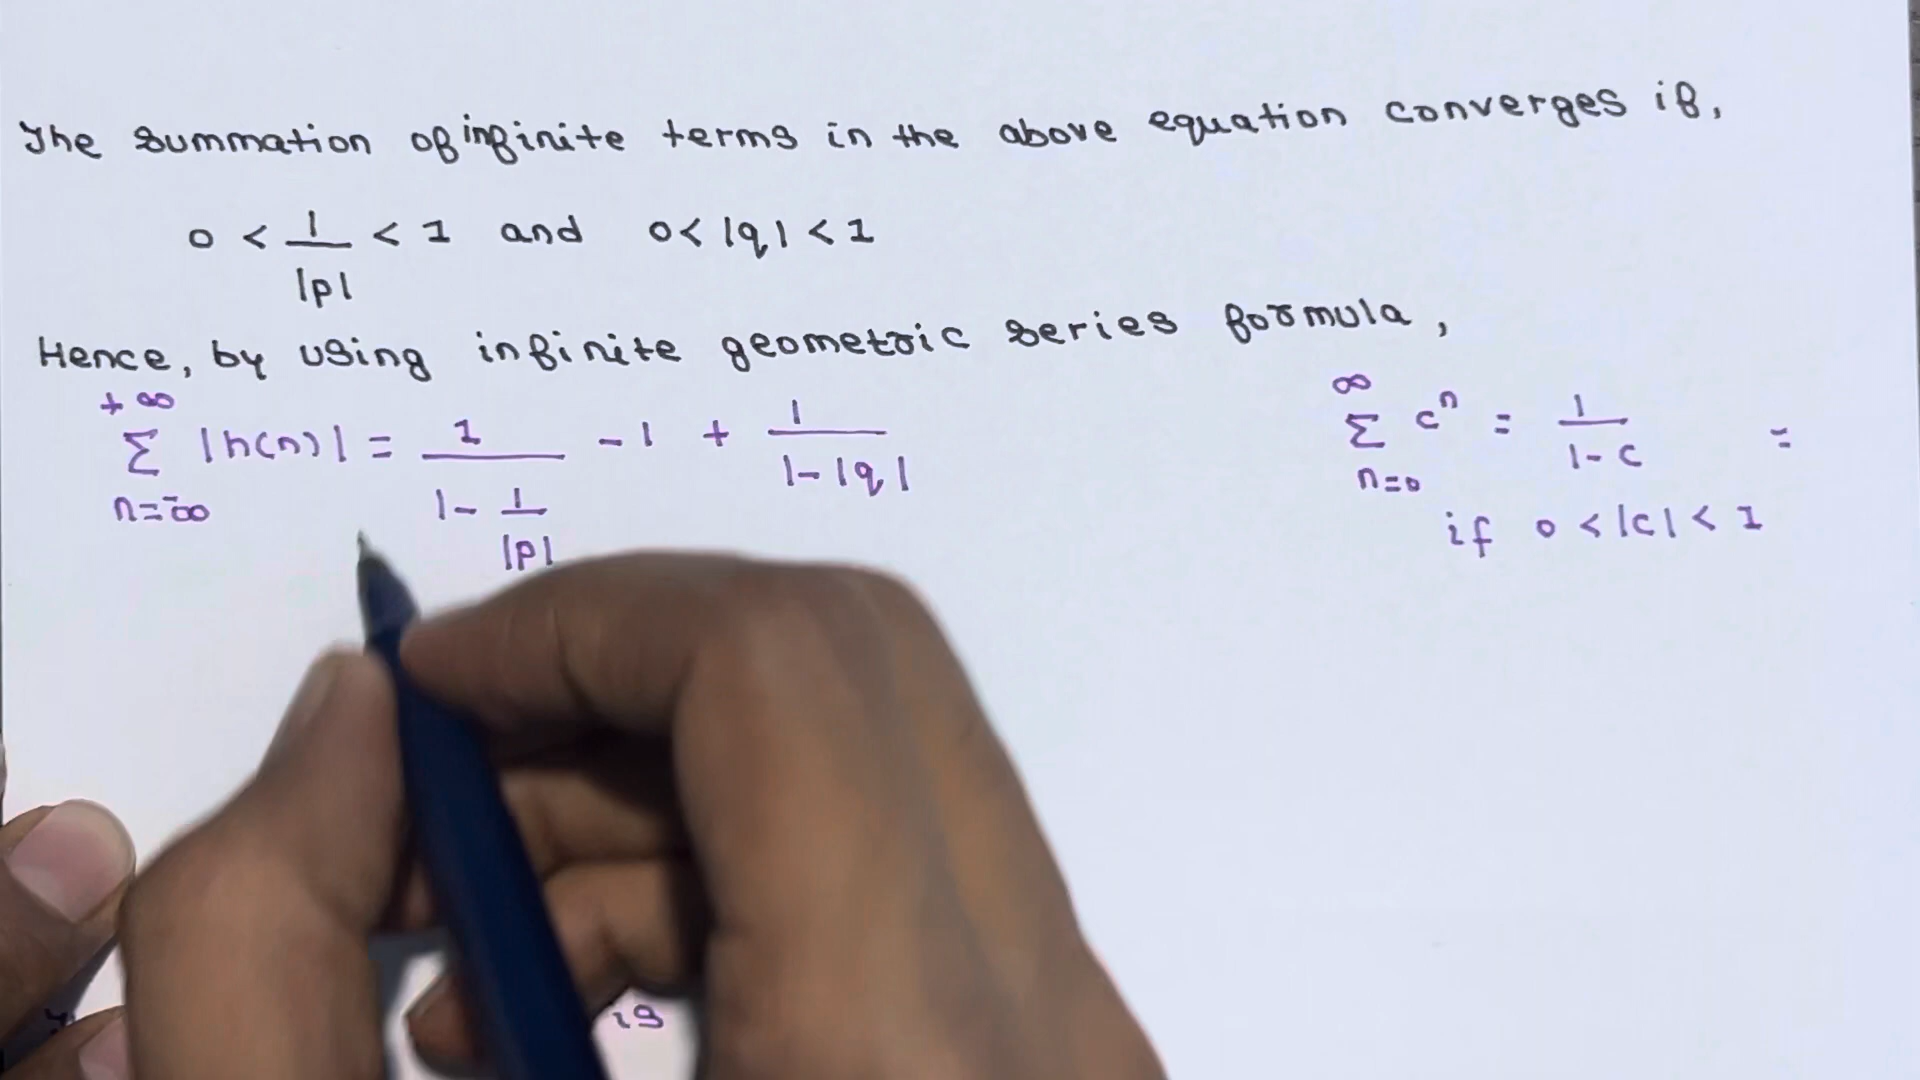 The summation of infinite terms in the above equation converges if,
0 < 1/|p| < 1 and 0 < |q| < 1
Hence, by using infinite geometric series formula,
+∞ Σ n=-∞ |h(n)| = 1/(1 - 1/|p|) - 1 + 1/(1 - |q|)
∞ Σ n=0 c^n = 1/(1-c) =
if 0 < |c| < 1
is